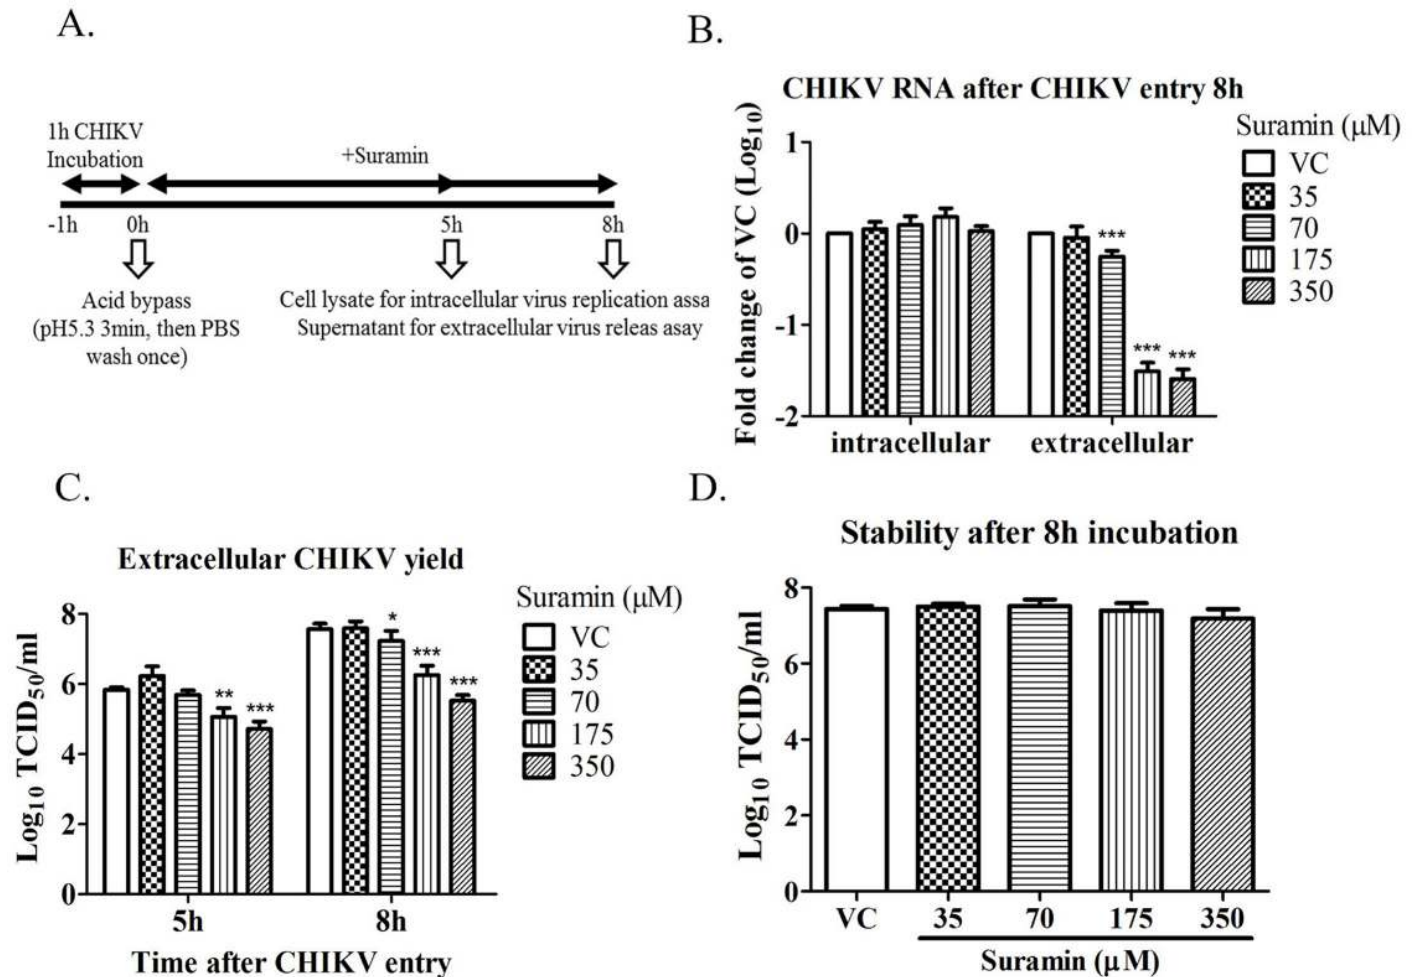 A.
1h CHIKV
Incubation
+Suramin
-1h
0h
5h
8h
Acid bypass
(pH5.3 3min, then PBS
wash once)
Cell lysate for intracellular virus replication assa
Supernatant for extracellular virus releas asay
B.
CHIKV RNA after CHIKV entry 8h
Fold change of VC (Log10)
1
0
-1
-2
***
***
***
intracellular
extracellular
Suramin (μM)
VC
35
70
175
350
C.
Extracellular CHIKV yield
Log10 TCID50/ml
8
6
4
2
0
**
***
*
***
***
5h
8h
Time after CHIKV entry
Suramin (μM)
VC
35
70
175
350
D.
Stability after 8h incubation
Log10 TCID50/ml
8
6
4
2
0
VC
35
70
175
350
Suramin (μM)